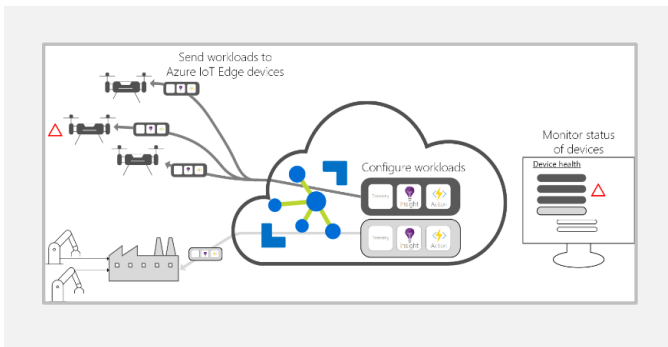 Send workloads to
Azure IoT Edge devices
Configure workloads
Insight
Action
Insight
Action
Monitor status
of devices
Device health